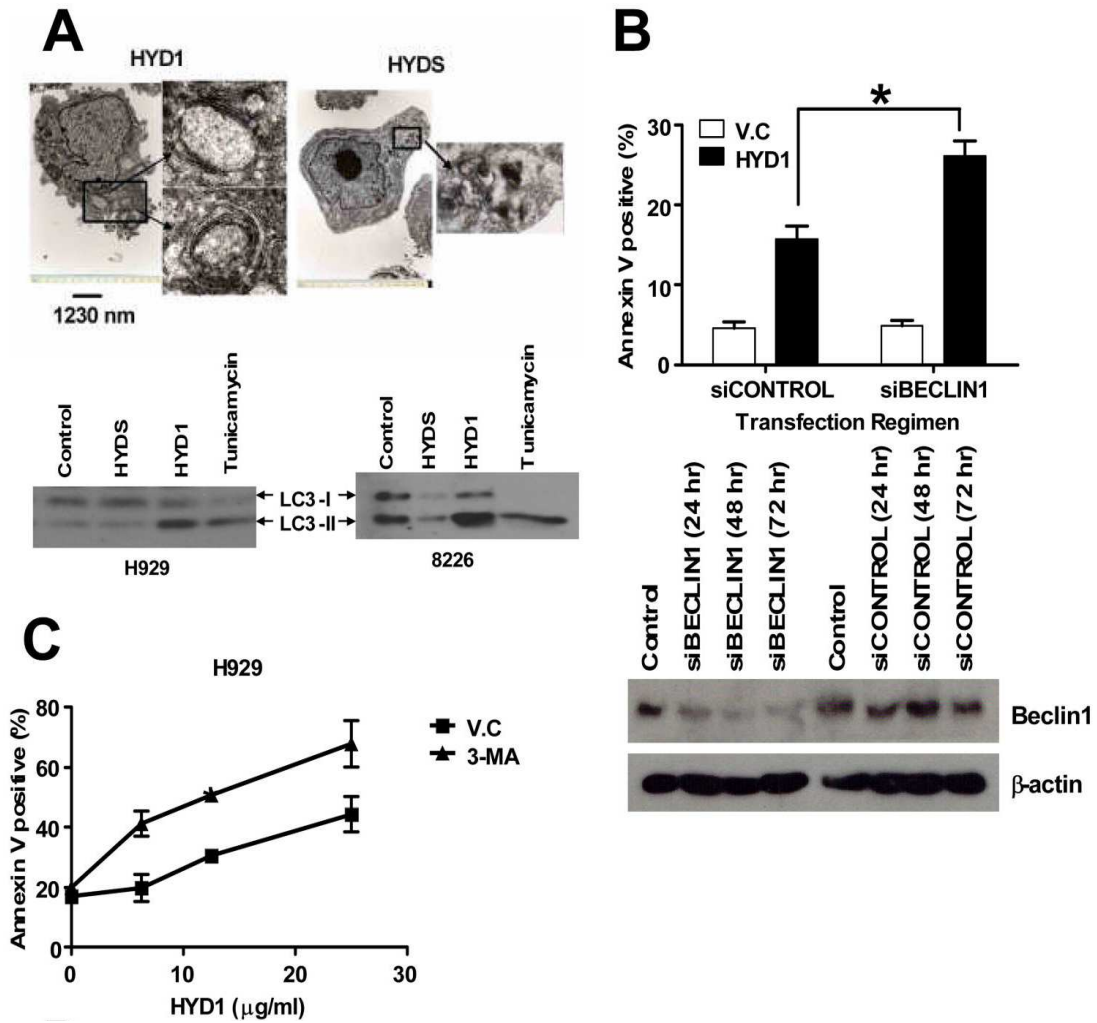 A
HYD1
HYDS
1230 nm
Control
HYDS
HYD1
Tunicamycin
LC3-I
LC3-II
H929
Control
HYDS
HYD1
Tunicamycin
8226
B
*
V.C
HYD1
Annexin V positive (%)
30
20
10
0
siCONTROL
siBECLIN1
Transfection Regimen
Control
siBECLIN1 (24 hr)
siBECLIN1 (48 hr)
siBECLIN1 (72 hr)
Control
siCONTROL (24 hr)
siCONTROL (48 hr)
siCONTROL (72 hr)
Beclin1
β-actin
C
H929
V.C
3-MA
Annexin V positive (%)
80
60
40
20
0
0 10 20 30
HYD1 (μg/ml)